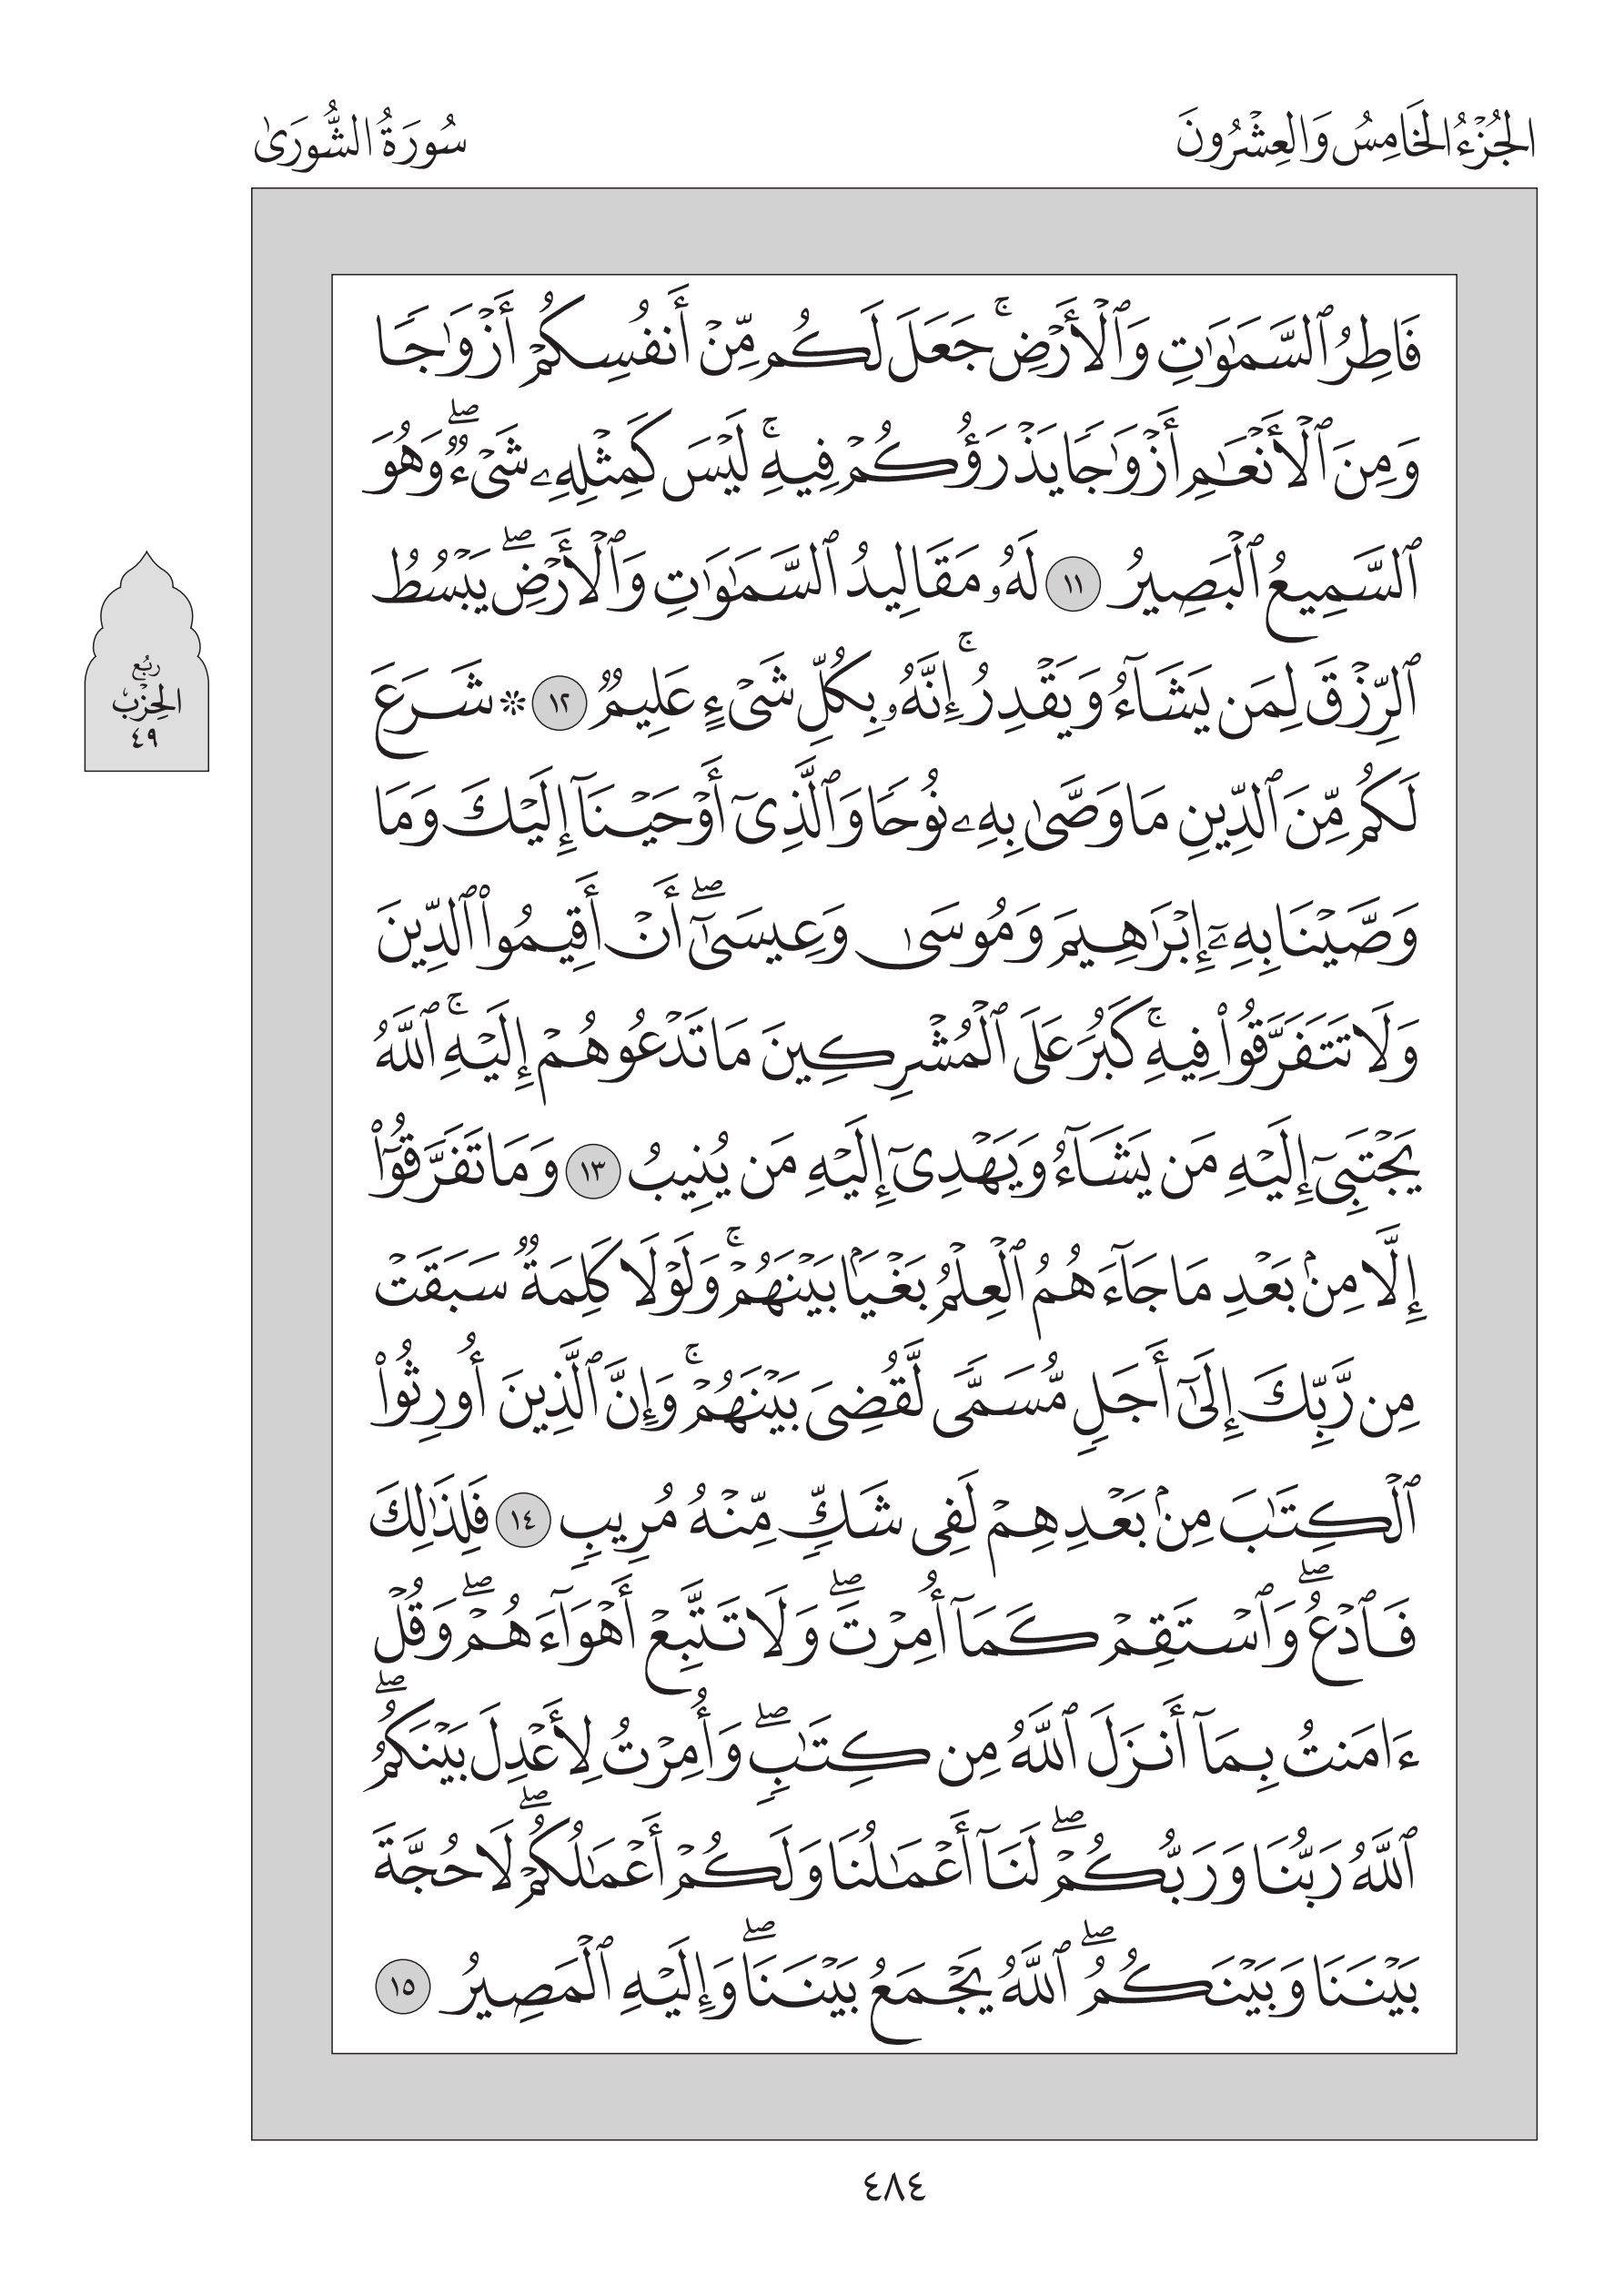 الجُزْءُ الخَامِسُ وَالعِشْرُونَ
سُورَةُ الشُّورَىٰ
فَاطِرُ ٱلسَّمَٰوَٰتِ وَٱلۡأَرۡضِۚ جَعَلَ لَكُم مِّنۡ أَنفُسِكُمۡ أَزۡوَٰجٗا
وَمِنَ ٱلۡأَنۡعَٰمِ أَزۡوَٰجٗا يَذۡرَؤُكُمۡ فِيهِۚ لَيۡسَ كَمِثۡلِهِۦ شَيۡءٞۖ وَهُوَ
ٱلسَّمِيعُ ٱلۡبَصِيرُ ١١ لَهُۥ مَقَالِيدُ ٱلسَّمَٰوَٰتِ وَٱلۡأَرۡضِۖ يَبۡسُطُ
ٱلرِّزۡقَ لِمَن يَشَآءُ وَيَقۡدِرُۚ إِنَّهُۥ بِكُلِّ شَيۡءٍ عَلِيمٞ ١٢ ۞ شَرَعَ
لَكُم مِّنَ ٱلدِّينِ مَا وَصَّىٰ بِهِۦ نُوحٗا وَٱلَّذِيٓ أَوۡحَيۡنَآ إِلَيۡكَ وَمَا
وَصَّيۡنَا بِهِۦٓ إِبۡرَٰهِيمَ وَمُوسَىٰ وَعِيسَىٰٓۖ أَنۡ أَقِيمُواْ ٱلدِّينَ
وَلَا تَتَفَرَّقُواْ فِيهِۚ كَبُرَ عَلَى ٱلۡمُشۡرِكِينَ مَا تَدۡعُوهُمۡ إِلَيۡهِۚ ٱللَّهُ
يَجۡتَبِيٓ إِلَيۡهِ مَن يَشَآءُ وَيَهۡدِيٓ إِلَيۡهِ مَن يُنِيبُ ١٣ وَمَا تَفَرَّقُوٓاْ
إِلَّا مِنۢ بَعۡدِ مَا جَآءَهُمُ ٱلۡعِلۡمُ بَغۡيَۢا بَيۡنَهُمۡۚ وَلَوۡلَا كَلِمَةٞ سَبَقَتۡ
مِن رَّبِّكَ إِلَىٰٓ أَجَلٖ مُّسَمّٗى لَّقُضِيَ بَيۡنَهُمۡۚ وَإِنَّ ٱلَّذِينَ أُورِثُواْ
ٱلۡكِتَٰبَ مِنۢ بَعۡدِهِمۡ لَفِي شَكّٖ مِّنۡهُ مُرِيبٖ ١٤ فَلِذَٰلِكَ
فَٱدۡعُۖ وَٱسۡتَقِمۡ كَمَآ أُمِرۡتَۖ وَلَا تَتَّبِعۡ أَهۡوَآءَهُمۡۖ وَقُلۡ
ءَامَنتُ بِمَآ أَنزَلَ ٱللَّهُ مِن كِتَٰبٖۖ وَأُمِرۡتُ لِأَعۡدِلَ بَيۡنَكُمُۖ
ٱللَّهُ رَبُّنَا وَرَبُّكُمۡۖ لَنَآ أَعۡمَٰلُنَا وَلَكُمۡ أَعۡمَٰلُكُمۡۖ لَا حُجَّةَ
بَيۡنَنَا وَبَيۡنَكُمُۖ ٱللَّهُ يَجۡمَعُ بَيۡنَنَاۖ وَإِلَيۡهِ ٱلۡمَصِيرُ ١٥
رُبْع
الحِزْبِ
٤٩
٤٨٤